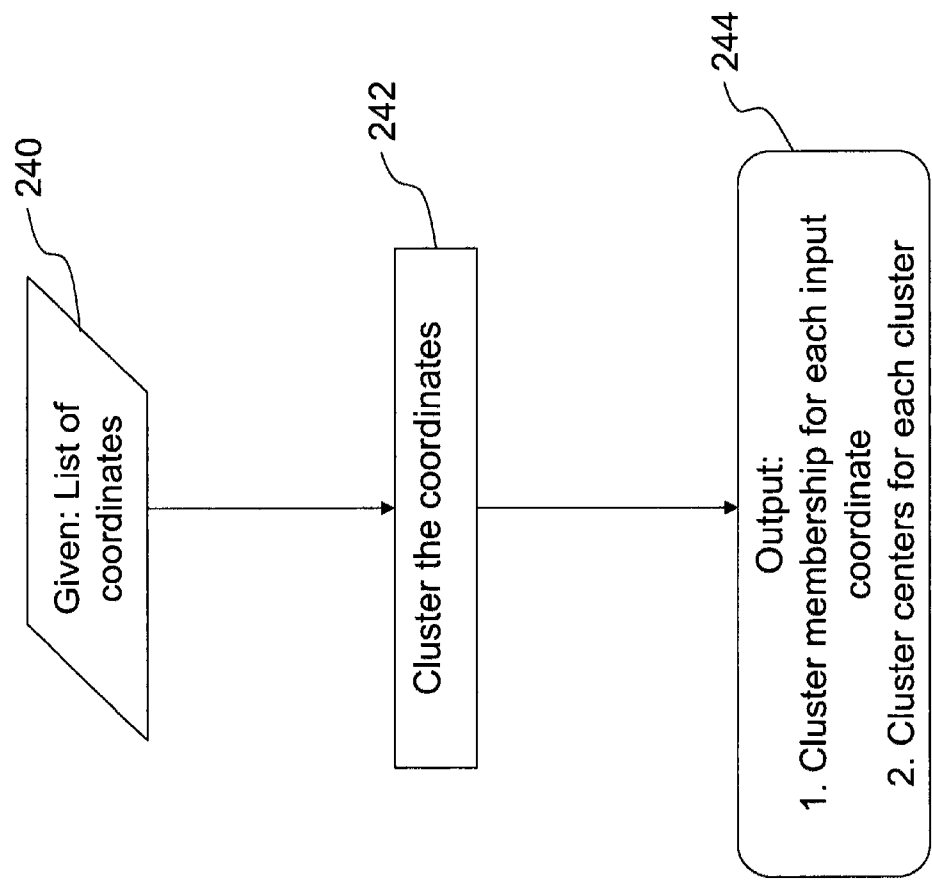 240
Given: List of
coordinates
242
Cluster the coordinates
244
Output:
1. Cluster membership for each input
coordinate
2. Cluster centers for each cluster